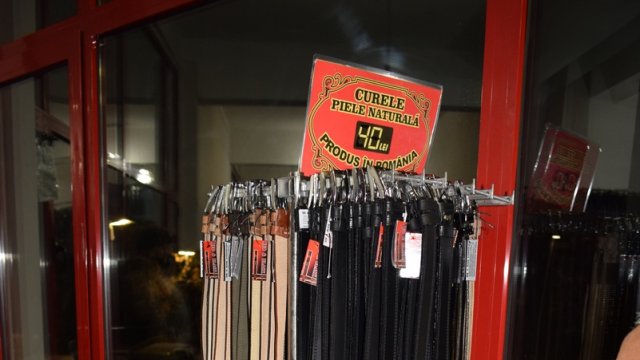 CURELE
PIELE NATURALĂ
40 LEI
PRODUS ÎN ROMÂNIA